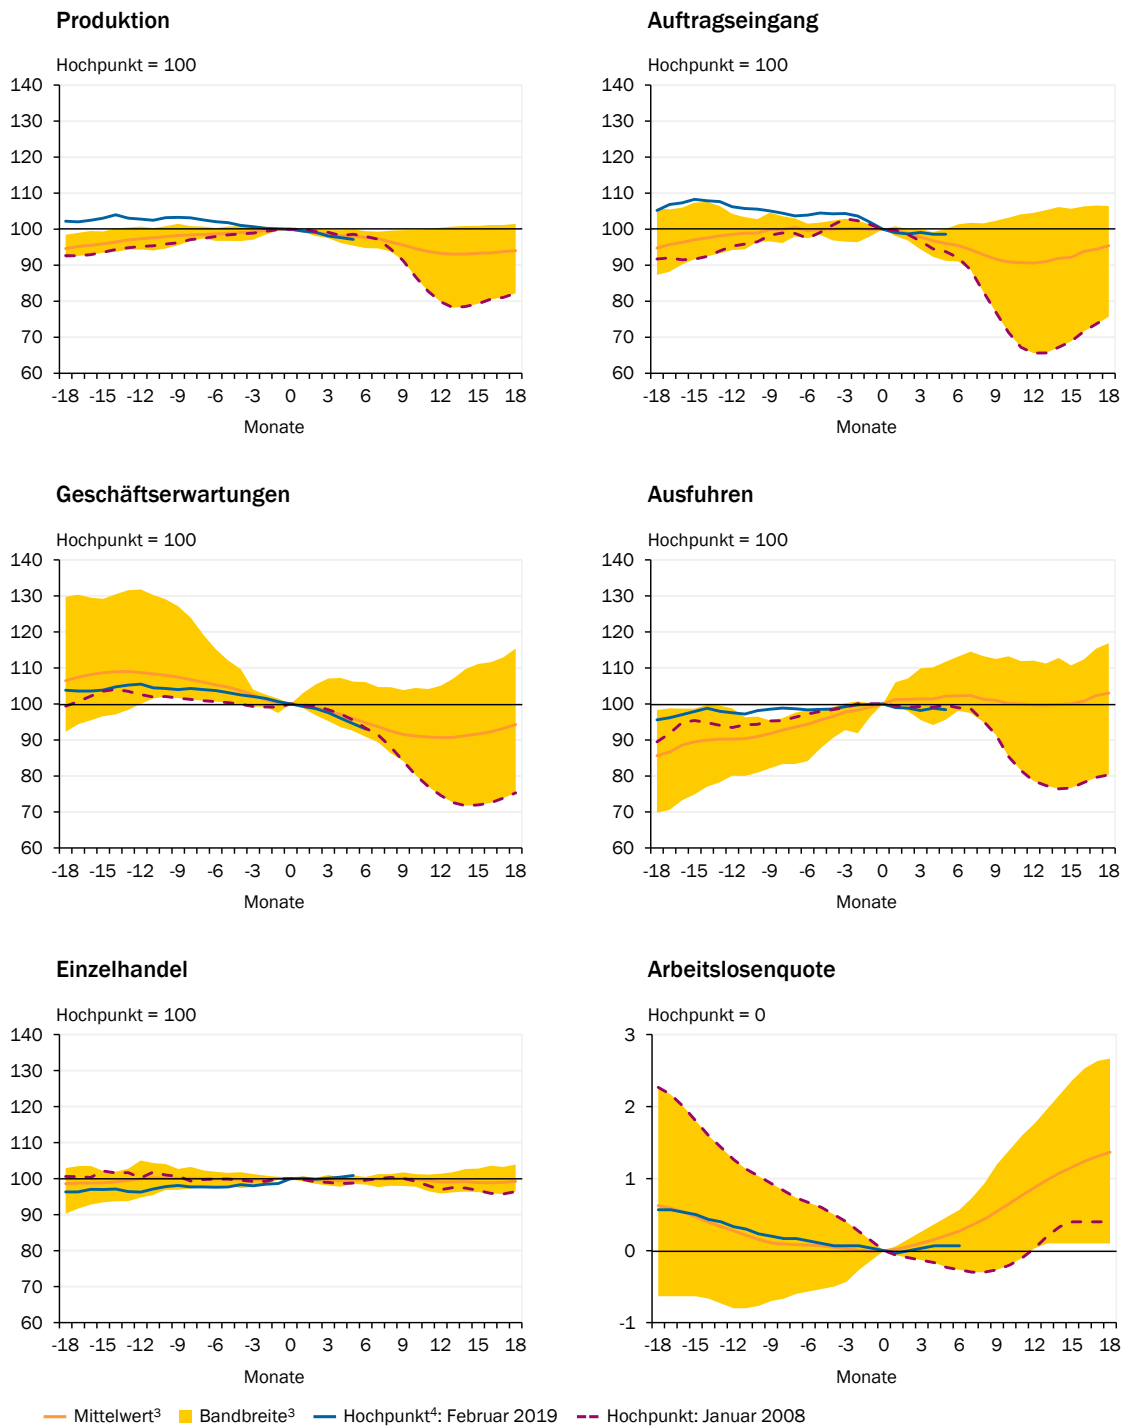 Produktion
Hochpunkt = 100
140
130
120
110
100
90
80
70
60
-18 -15 -12 -9 -6 -3 0 3 6 9 12 15 18
Monate
Auftragseingang
Hochpunkt = 100
140
130
120
110
100
90
80
70
60
-18 -15 -12 -9 -6 -3 0 3 6 9 12 15 18
Monate
Geschäftserwartungen
Hochpunkt = 100
140
130
120
110
100
90
80
70
60
-18 -15 -12 -9 -6 -3 0 3 6 9 12 15 18
Monate
Ausfuhren
Hochpunkt = 100
140
130
120
110
100
90
80
70
60
-18 -15 -12 -9 -6 -3 0 3 6 9 12 15 18
Monate
Einzelhandel
Hochpunkt = 100
140
130
120
110
100
90
80
70
60
-18 -15 -12 -9 -6 -3 0 3 6 9 12 15 18
Monate
Arbeitslosenquote
Hochpunkt = 0
3
2
1
0
-1
-18 -15 -12 -9 -6 -3 0 3 6 9 12 15 18
Monate
Mittelwert³ Bandbreite³ Hochpunkt⁴: Februar 2019 Hochpunkt: Januar 2008